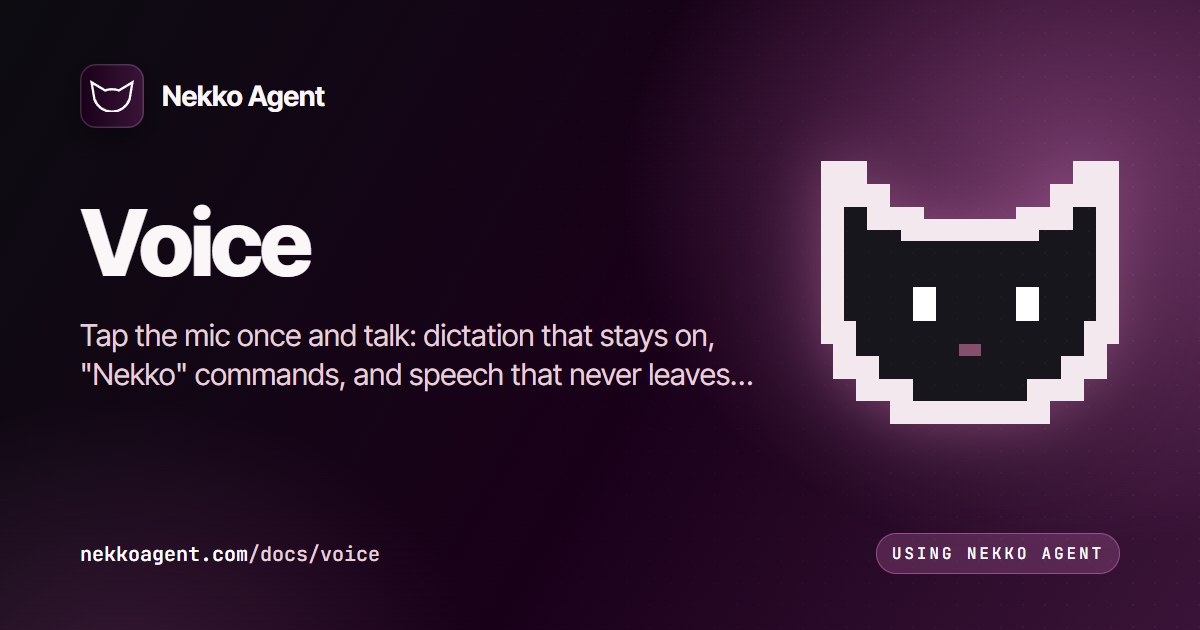 Nekko Agent
Voice
Tap the mic once and talk: dictation that stays on,
"Nekko" commands, and speech that never leaves…
nekkoagent.com/docs/voice
USING NEKKO AGENT